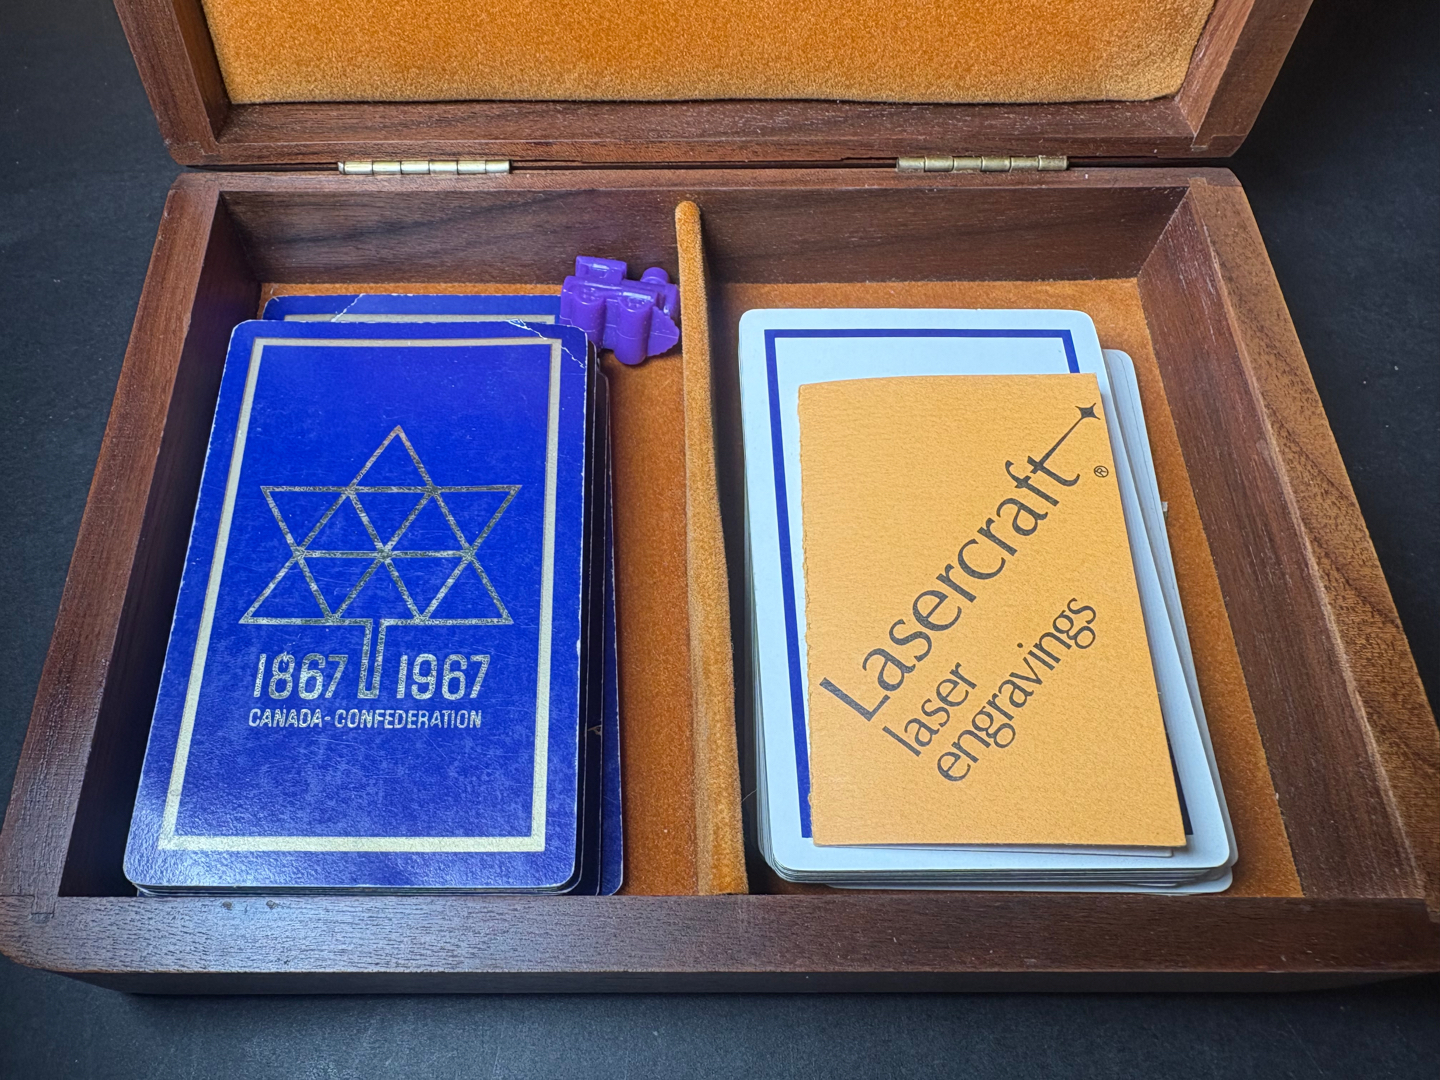 1867 1967
CANADA-CONFEDERATION
Lasercraft®
laser
engravings